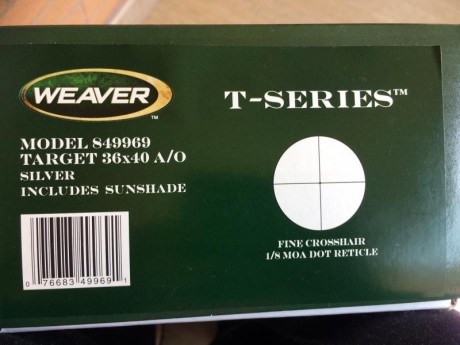 WEAVER™
MODEL 849969
TARGET 36x40 A/O
SILVER
INCLUDES SUNSHADE
0 76683 49969 1
T-SERIES™
FINE CROSSHAIR
1/8 MOA DOT RETICLE